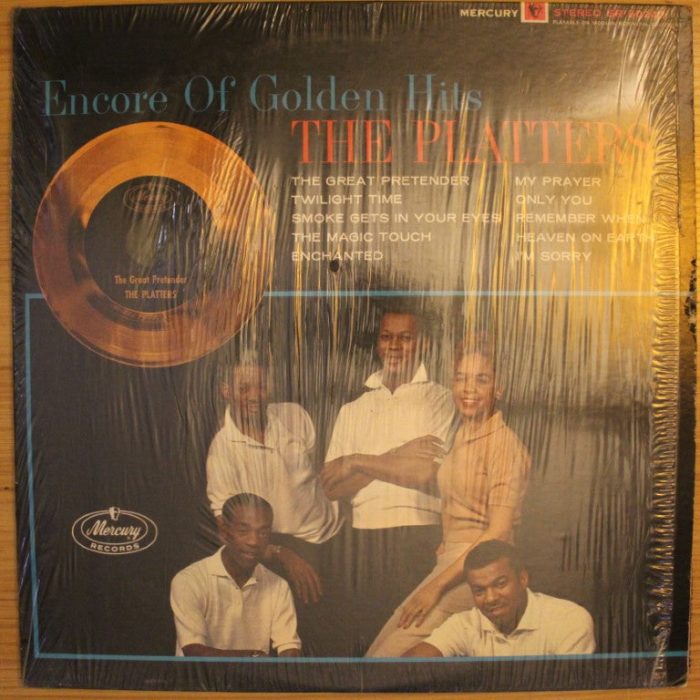 MERCURY STEREO
Encore Of Golden Hits
THE PLATTERS
THE GREAT PRETENDER
TWILIGHT TIME
SMOKE GETS IN YOUR EYES
THE MAGIC TOUCH
ENCHANTED
MY PRAYER
ONLY YOU
REMEMBER WHEN
HEAVEN ON EARTH
I'M SORRY
Mercury
The Great Pretender
THE PLATTERS
Mercury
RECORDS